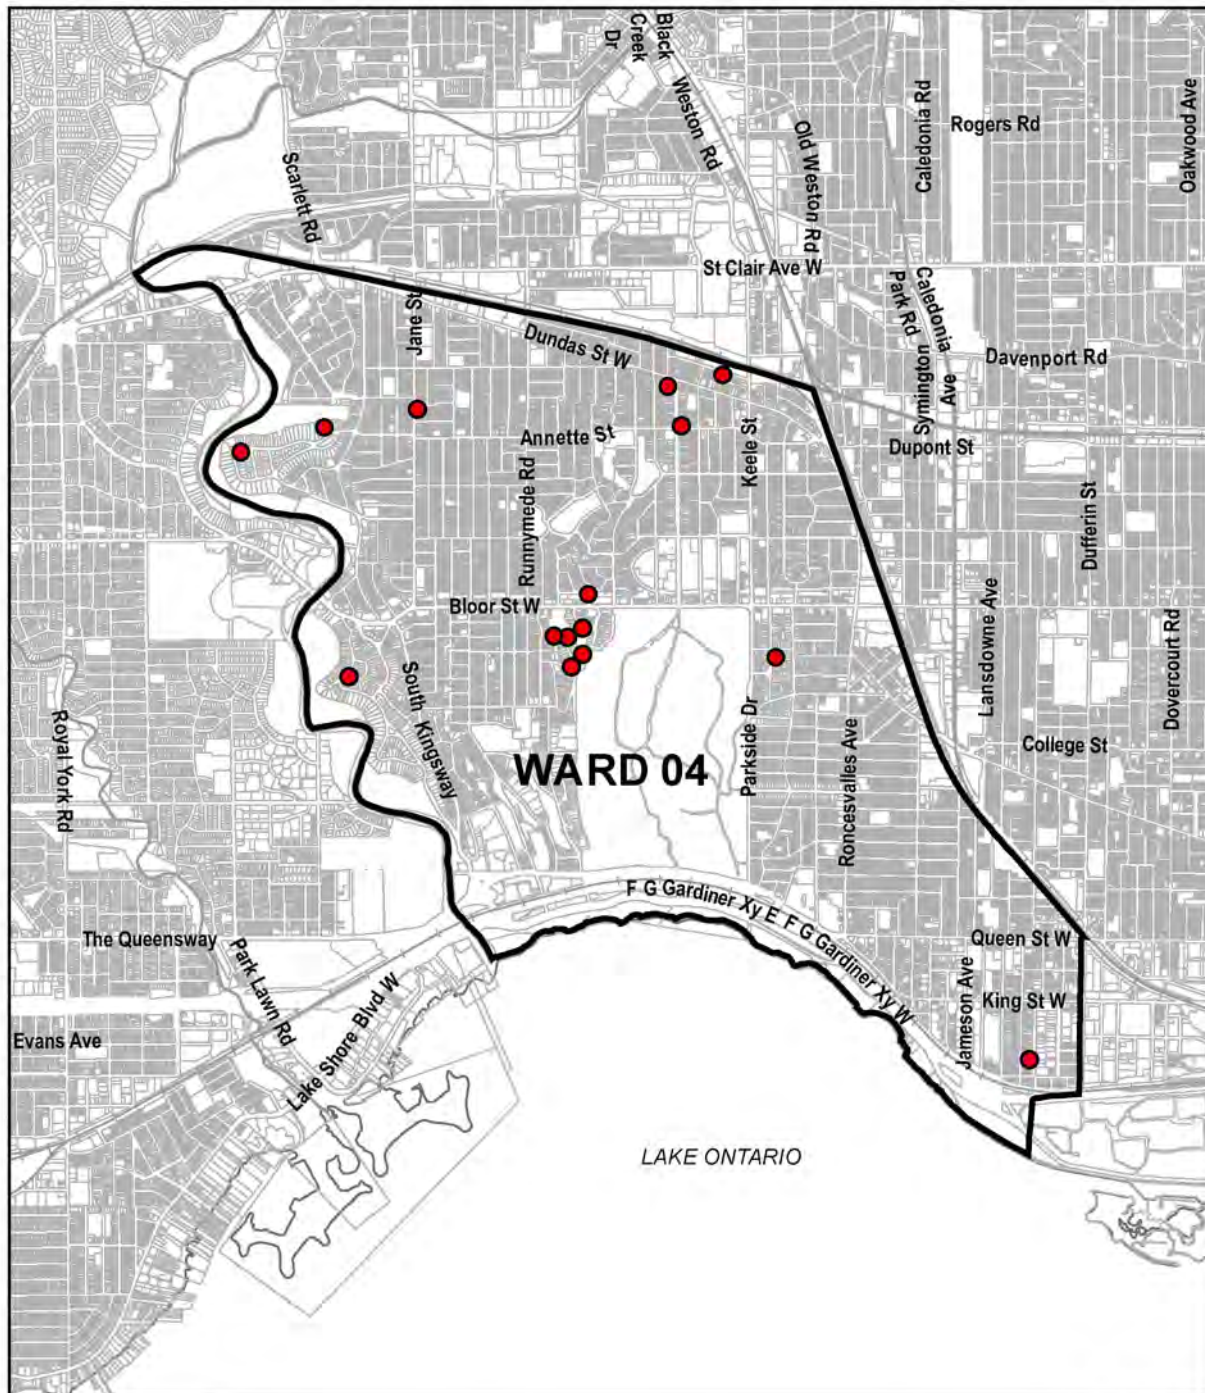 Black
Creek
Dr
Weston Rd
Old Weston Rd
Caledonia Rd
Rogers Rd
Oakwood Ave
Scarlett Rd
St Clair Ave W
Caledonia
Park Rd
Jane St
Dundas St W
Symington
Ave
Davenport Rd
Annette St
Keele St
Dupont St
Runnymede Rd
Dufferin St
Bloor St W
Lansdowne Ave
Dovercourt Rd
South Kingsway
Royal York Rd
Parkside Dr
College St
WARD 04
Roncesvalles Ave
F G Gardiner Xy E
F G Gardiner Xy W
The Queensway
Queen St W
Park Lawn Rd
Lake Shore Blvd W
Jameson Ave
King St W
Evans Ave
LAKE ONTARIO